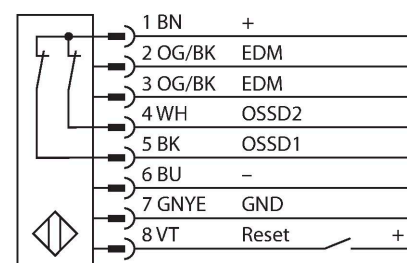 1 BN +
2 OG/BK EDM
3 OG/BK EDM
4 WH OSSD2
5 BK OSSD1
6 BU –
7 GNYE GND
8 VT Reset +